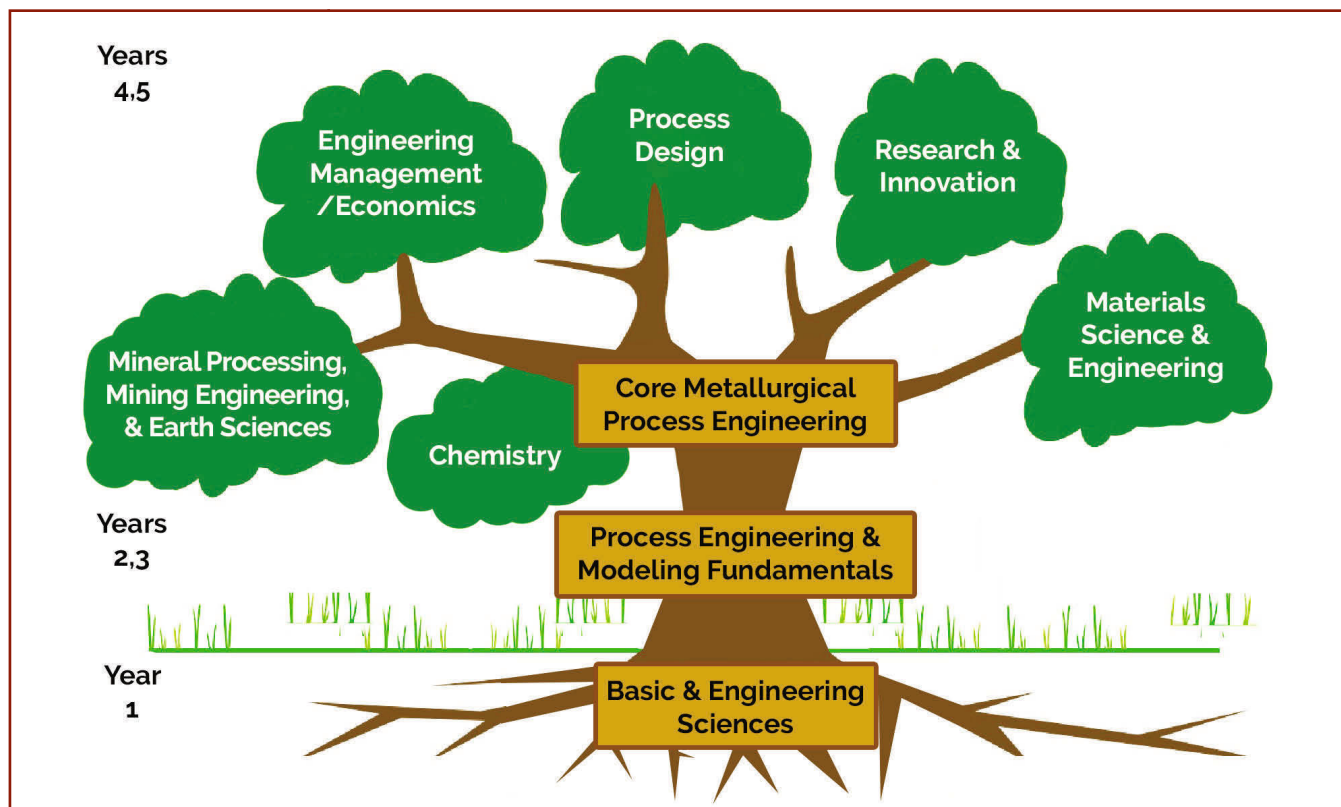 Years
4,5
Engineering
Management
/Economics
Process
Design
Research &
Innovation
Mineral Processing,
Mining Engineering,
& Earth Sciences
Chemistry
Core Metallurgical
Process Engineering
Materials
Science &
Engineering
Years
2,3
Process Engineering &
Modeling Fundamentals
Year
1
Basic & Engineering
Sciences